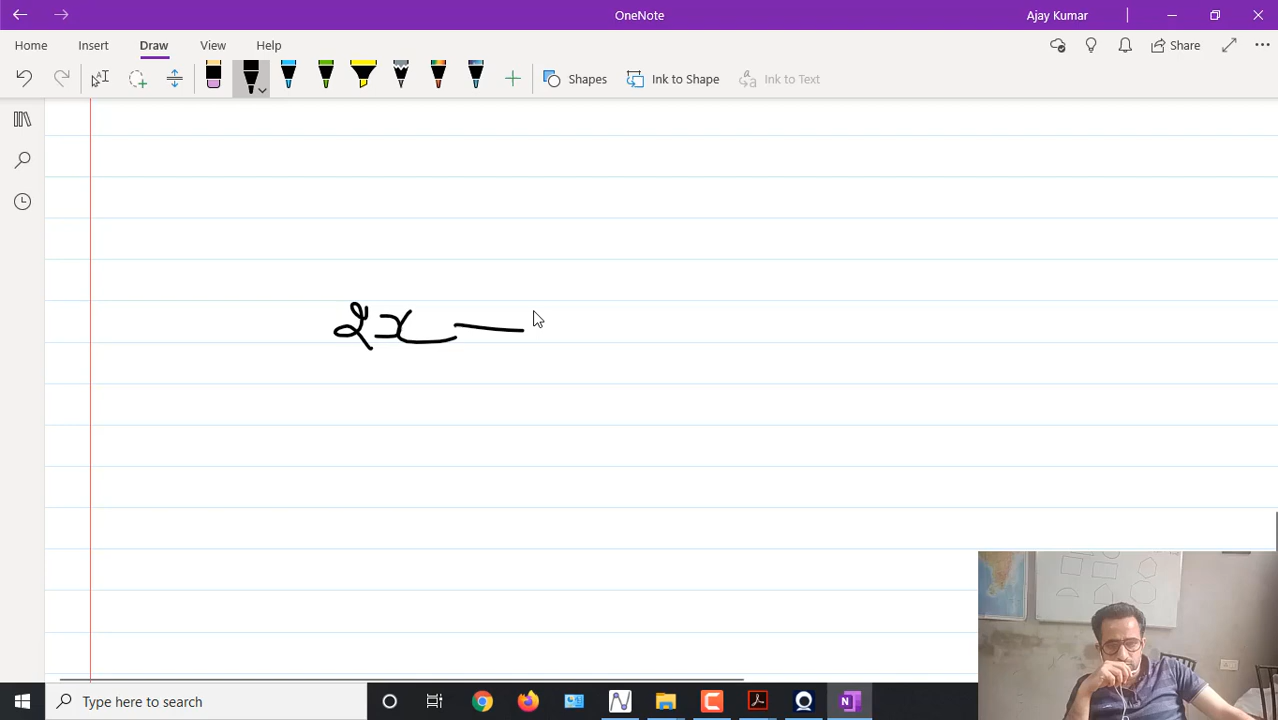 OneNote
Ajay Kumar
Home Insert Draw View Help
Share
Shapes Ink to Shape Ink to Text
2x —
Type here to search